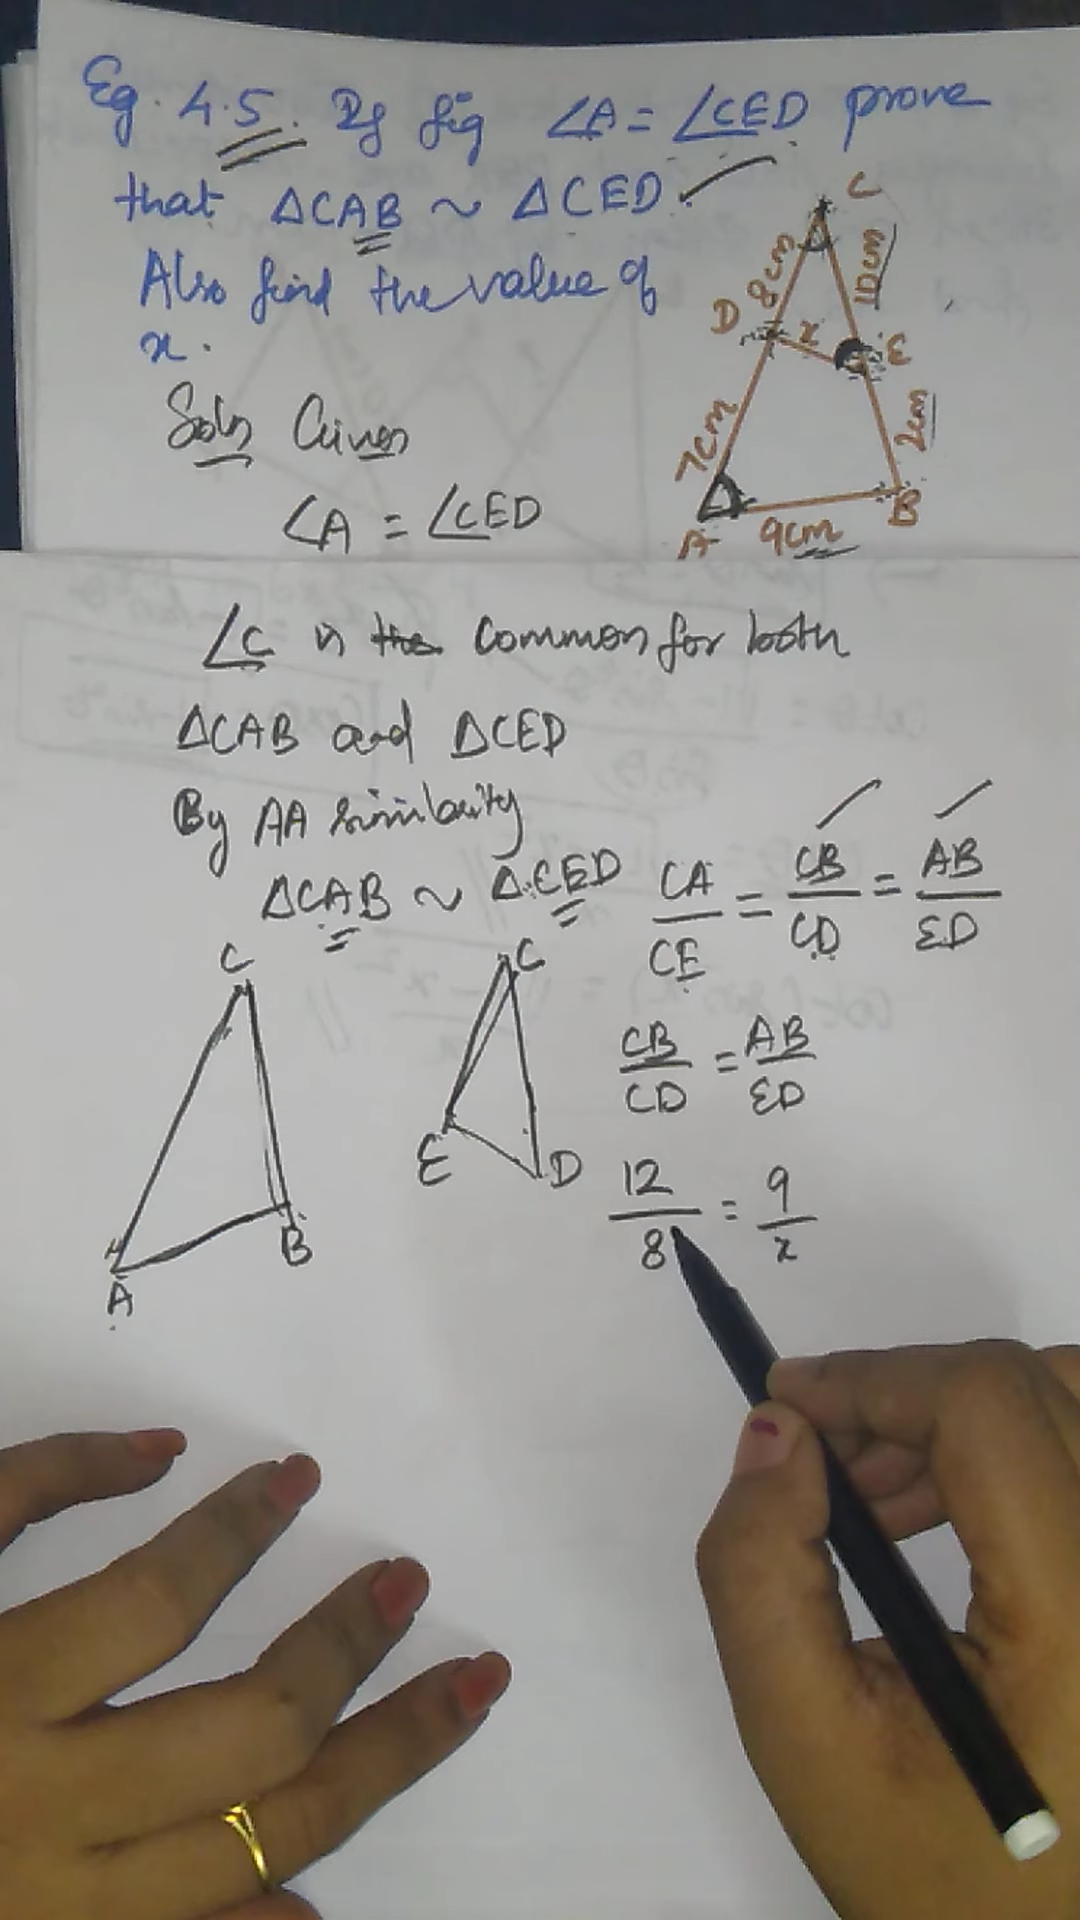 Eg. 4.5. If fig ∠A = ∠CED prove
that ΔCAB ~ ΔCED.
Also find the value of
x.
C
8cm
10cm
D
x
E
7cm
2cm
A
9cm
B
Soln Given
∠A = ∠CED
∠C is the common for both
ΔCAB and ΔCED
By AA similarity
ΔCAB ~ ΔCED
CA/CE = CB/CD = AB/ED
C
A
B
C
E
D
CB/CD = AB/ED
12/8 = 9/x